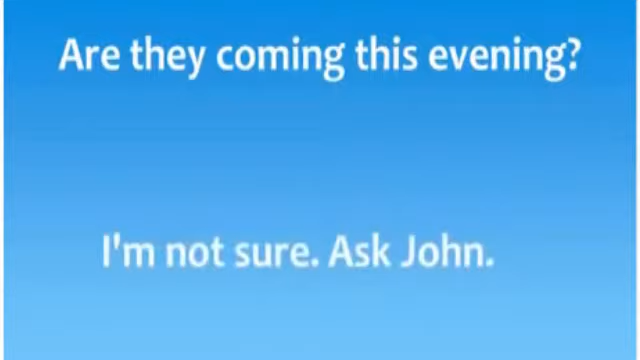 Are they coming this evening?
I'm not sure. Ask John.